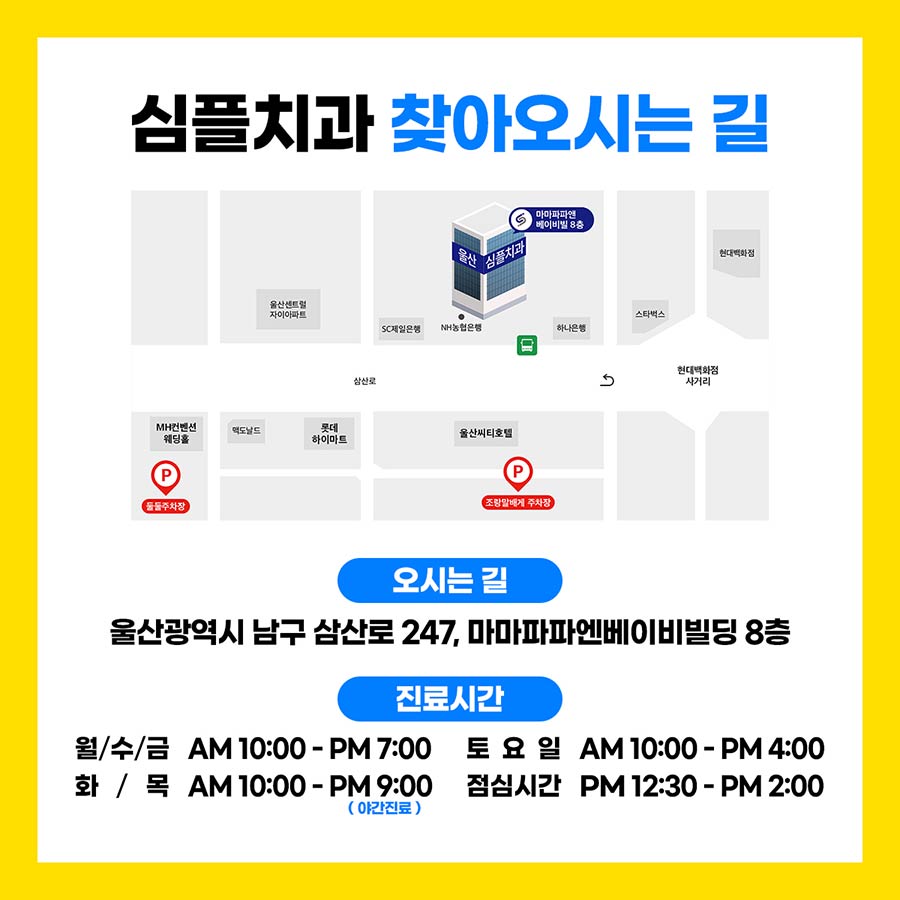 심플치과 찾아오시는 길
마마파파앤
베이비빌 8층
울산 심플치과
현대백화점
울산센트럴
자이아파트
SC제일은행
NH농협은행
하나은행
스타벅스
삼산로
현대백화점
사거리
MH컨벤션
웨딩홀
맥도날드
롯데
하이마트
울산씨티호텔
P
둘둘주차장
P
조랑말배게 주차장
오시는 길
울산광역시 남구 삼산로 247, 마마파파엔베이비빌딩 8층
진료시간
월/수/금 AM 10:00 - PM 7:00
토 요 일 AM 10:00 - PM 4:00
화 / 목 AM 10:00 - PM 9:00
( 야간진료 )
점심시간 PM 12:30 - PM 2:00